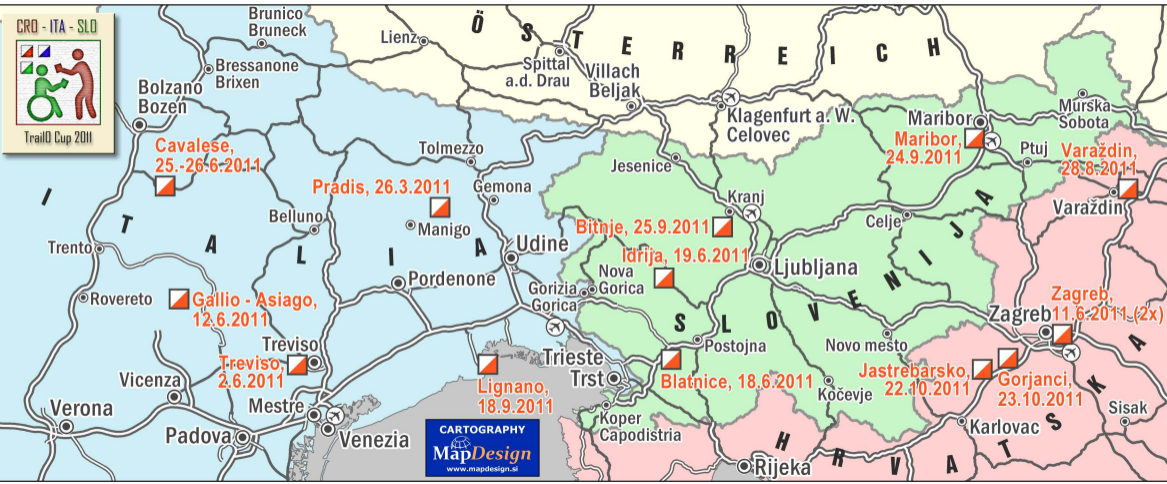 CRO - ITA - SLO
TrailO Cup 2011
Brunico
Bruneck
Lienz
ÖSTERREICH
Bressanone
Brixen
Spittal
a.d. Drau
Villach
Beljak
Bolzano
Bozen
Klagenfurt a. W.
Celovec
Maribor
Murska
Sobota
Maribor,
24.9.2011
Ptuj
Varaždin,
28.8.2011
Varaždin
Cavalese,
25.-26.6.2011
Tolmezzo
Jesenice
Pradis, 26.3.2011
Gemona
Kranj
Celje
Belluno
Manigo
Bitnje, 25.9.2011
ITALIA
Trento
Udine
Idrija, 19.6.2011
Ljubljana
Pordenone
Nova
Gorica
Gorizia
Gorica
SLOVENIJA
Rovereto
Gallio - Asiago,
12.6.2011
Zagreb,
11.6.2011 (2x)
Zagreb
Treviso
Treviso,
2.6.2011
Trieste
Trst
Postojna
Novo mesto
Vicenza
Lignano,
18.9.2011
Blatnice, 18.6.2011
Jastrebarsko,
22.10.2011
Gorjanci,
23.10.2011
Kočevje
Verona
Mestre
Koper
Capodistria
Karlovac
Sisak
Padova
Venezia
CARTOGRAPHY
MapDesign
www.mapdesign.si
Rijeka
HRVATSKA